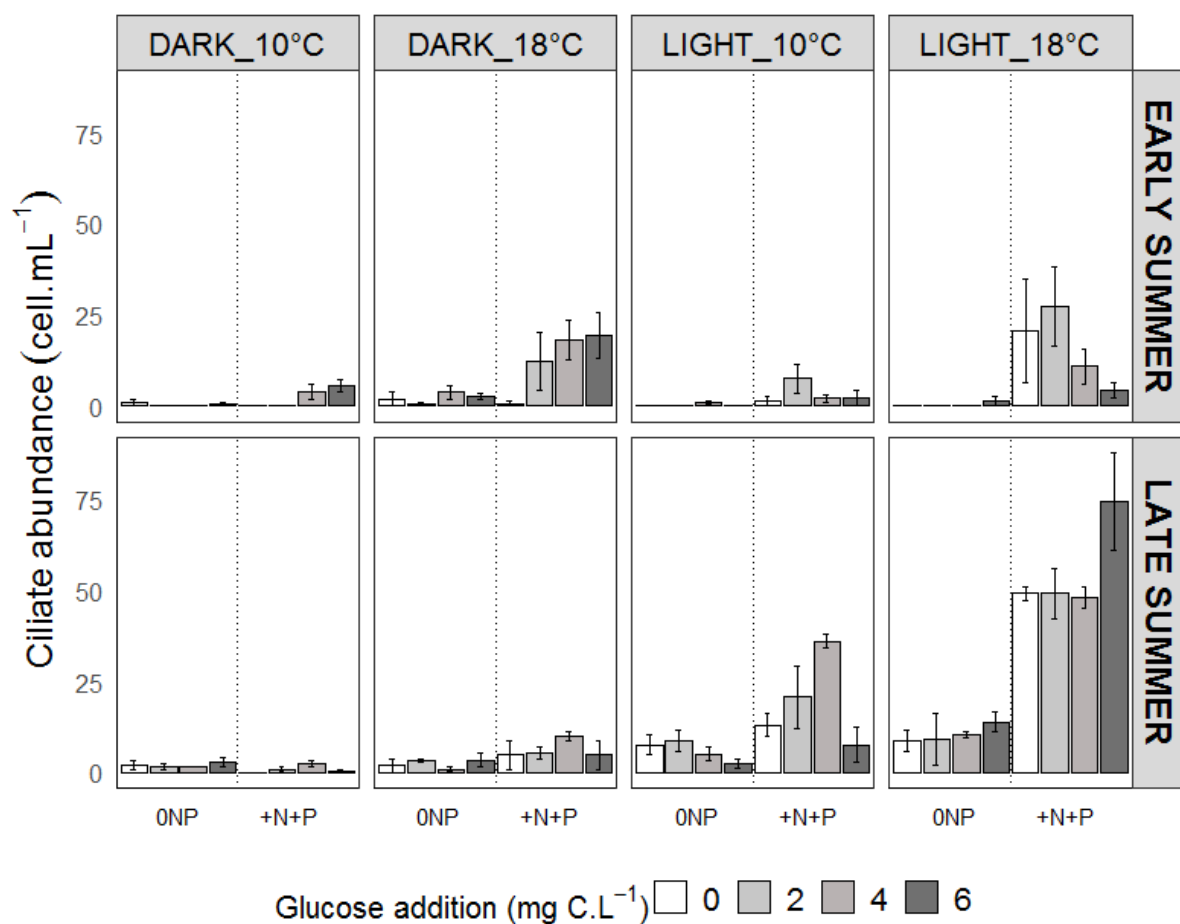 DARK_10°C DARK_18°C LIGHT_10°C LIGHT_18°C
Ciliate abundance (cell.mL⁻¹)
75
50
25
0
EARLY SUMMER
75
50
25
0
LATE SUMMER
0NP +N+P 0NP +N+P 0NP +N+P 0NP +N+P
Glucose addition (mg C.L⁻¹) 0 2 4 6